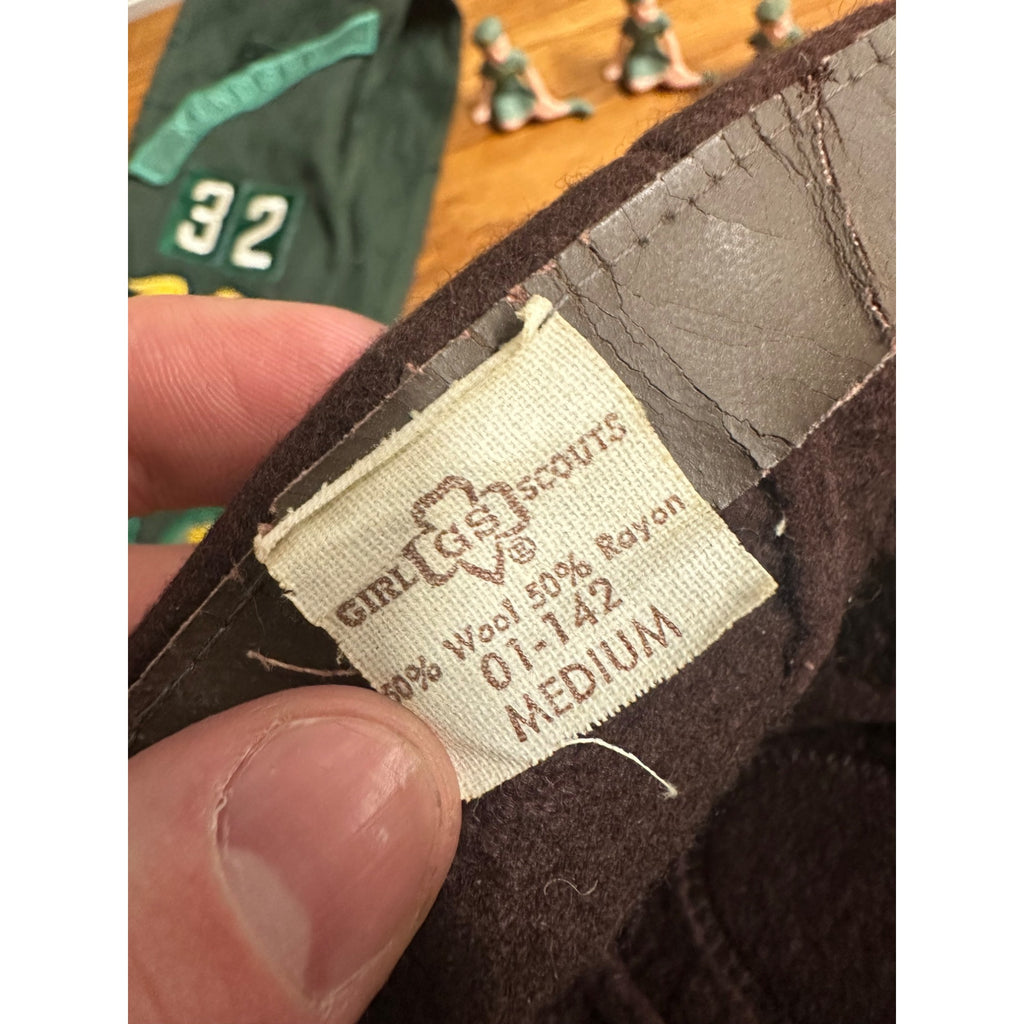 32
GIRL GS® SCOUTS
50% Wool 50% Rayon
01-142
MEDIUM